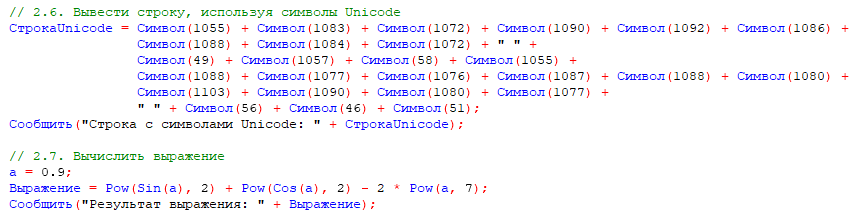 // 2.6. Вывести строку, используя символы Unicode
СтрокаUnicode = Символ(1055) + Символ(1083) + Символ(1072) + Символ(1090) + Символ(1092) + Символ(1086) +
Символ(1088) + Символ(1084) + Символ(1072) + " " +
Символ(49) + Символ(1057) + Символ(58) + Символ(1055) +
Символ(1088) + Символ(1077) + Символ(1076) + Символ(1087) + Символ(1088) + Символ(1080) +
Символ(1103) + Символ(1090) + Символ(1080) + Символ(1077) +
" " + Символ(56) + Символ(46) + Символ(51);
Сообщить("Строка с символами Unicode: " + СтрокаUnicode);
// 2.7. Вычислить выражение
а = 0.9;
Выражение = Pow(Sin(а), 2) + Pow(Cos(а), 2) - 2 * Pow(а, 7);
Сообщить("Результат выражения: " + Выражение);